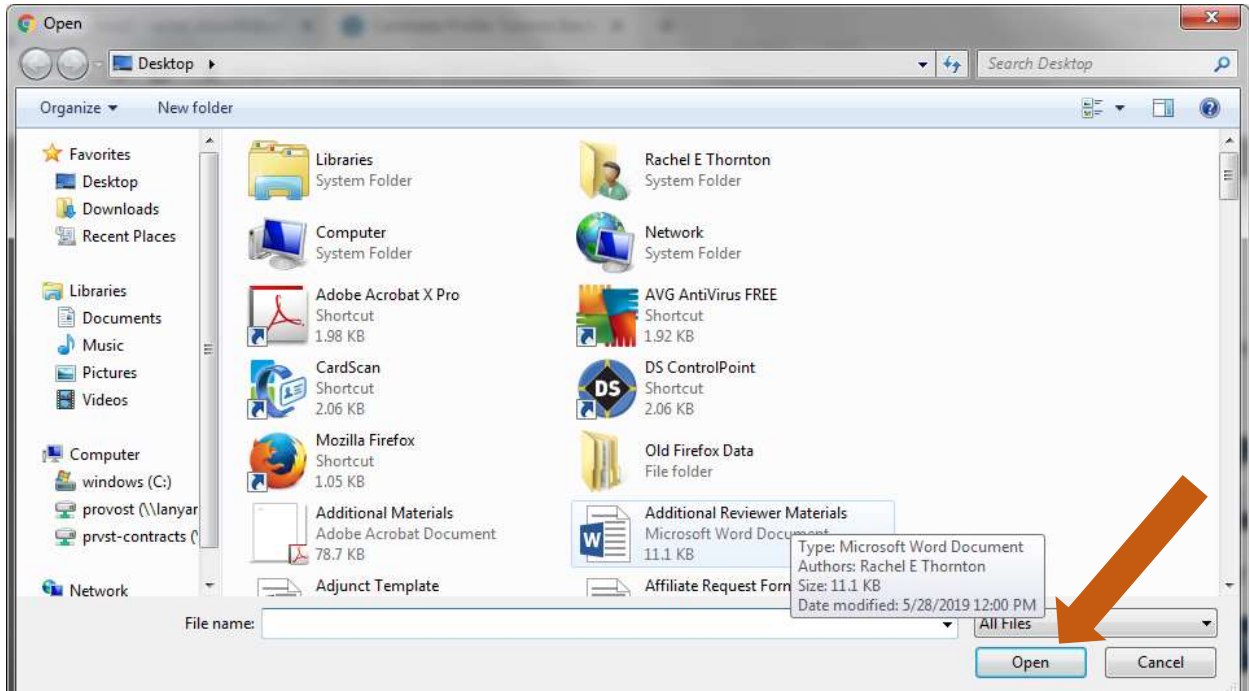 Open
Desktop
Search Desktop
Organize
New folder
Favorites
Desktop
Downloads
Recent Places
Libraries
Documents
Music
Pictures
Videos
Computer
windows (C:)
provost (\\lanyar
prvst-contracts (
Network
Libraries
System Folder
Rachel E Thornton
System Folder
Computer
System Folder
Network
System Folder
Adobe Acrobat X Pro
Shortcut
1.98 KB
AVG AntiVirus FREE
Shortcut
1.92 KB
CardScan
Shortcut
2.06 KB
DS
DS ControlPoint
Shortcut
2.06 KB
Mozilla Firefox
Shortcut
1.05 KB
Old Firefox Data
File folder
Additional Materials
Adobe Acrobat Document
78.7 KB
W
Additional Reviewer Materials
Microsoft Word Document
11.1 KB
Type: Microsoft Word Document
Authors: Rachel E Thornton
Size: 11.1 KB
Date modified: 5/28/2019 12:00 PM
Adjunct Template
Affiliate Request Form
File name:
All Files
Open
Cancel